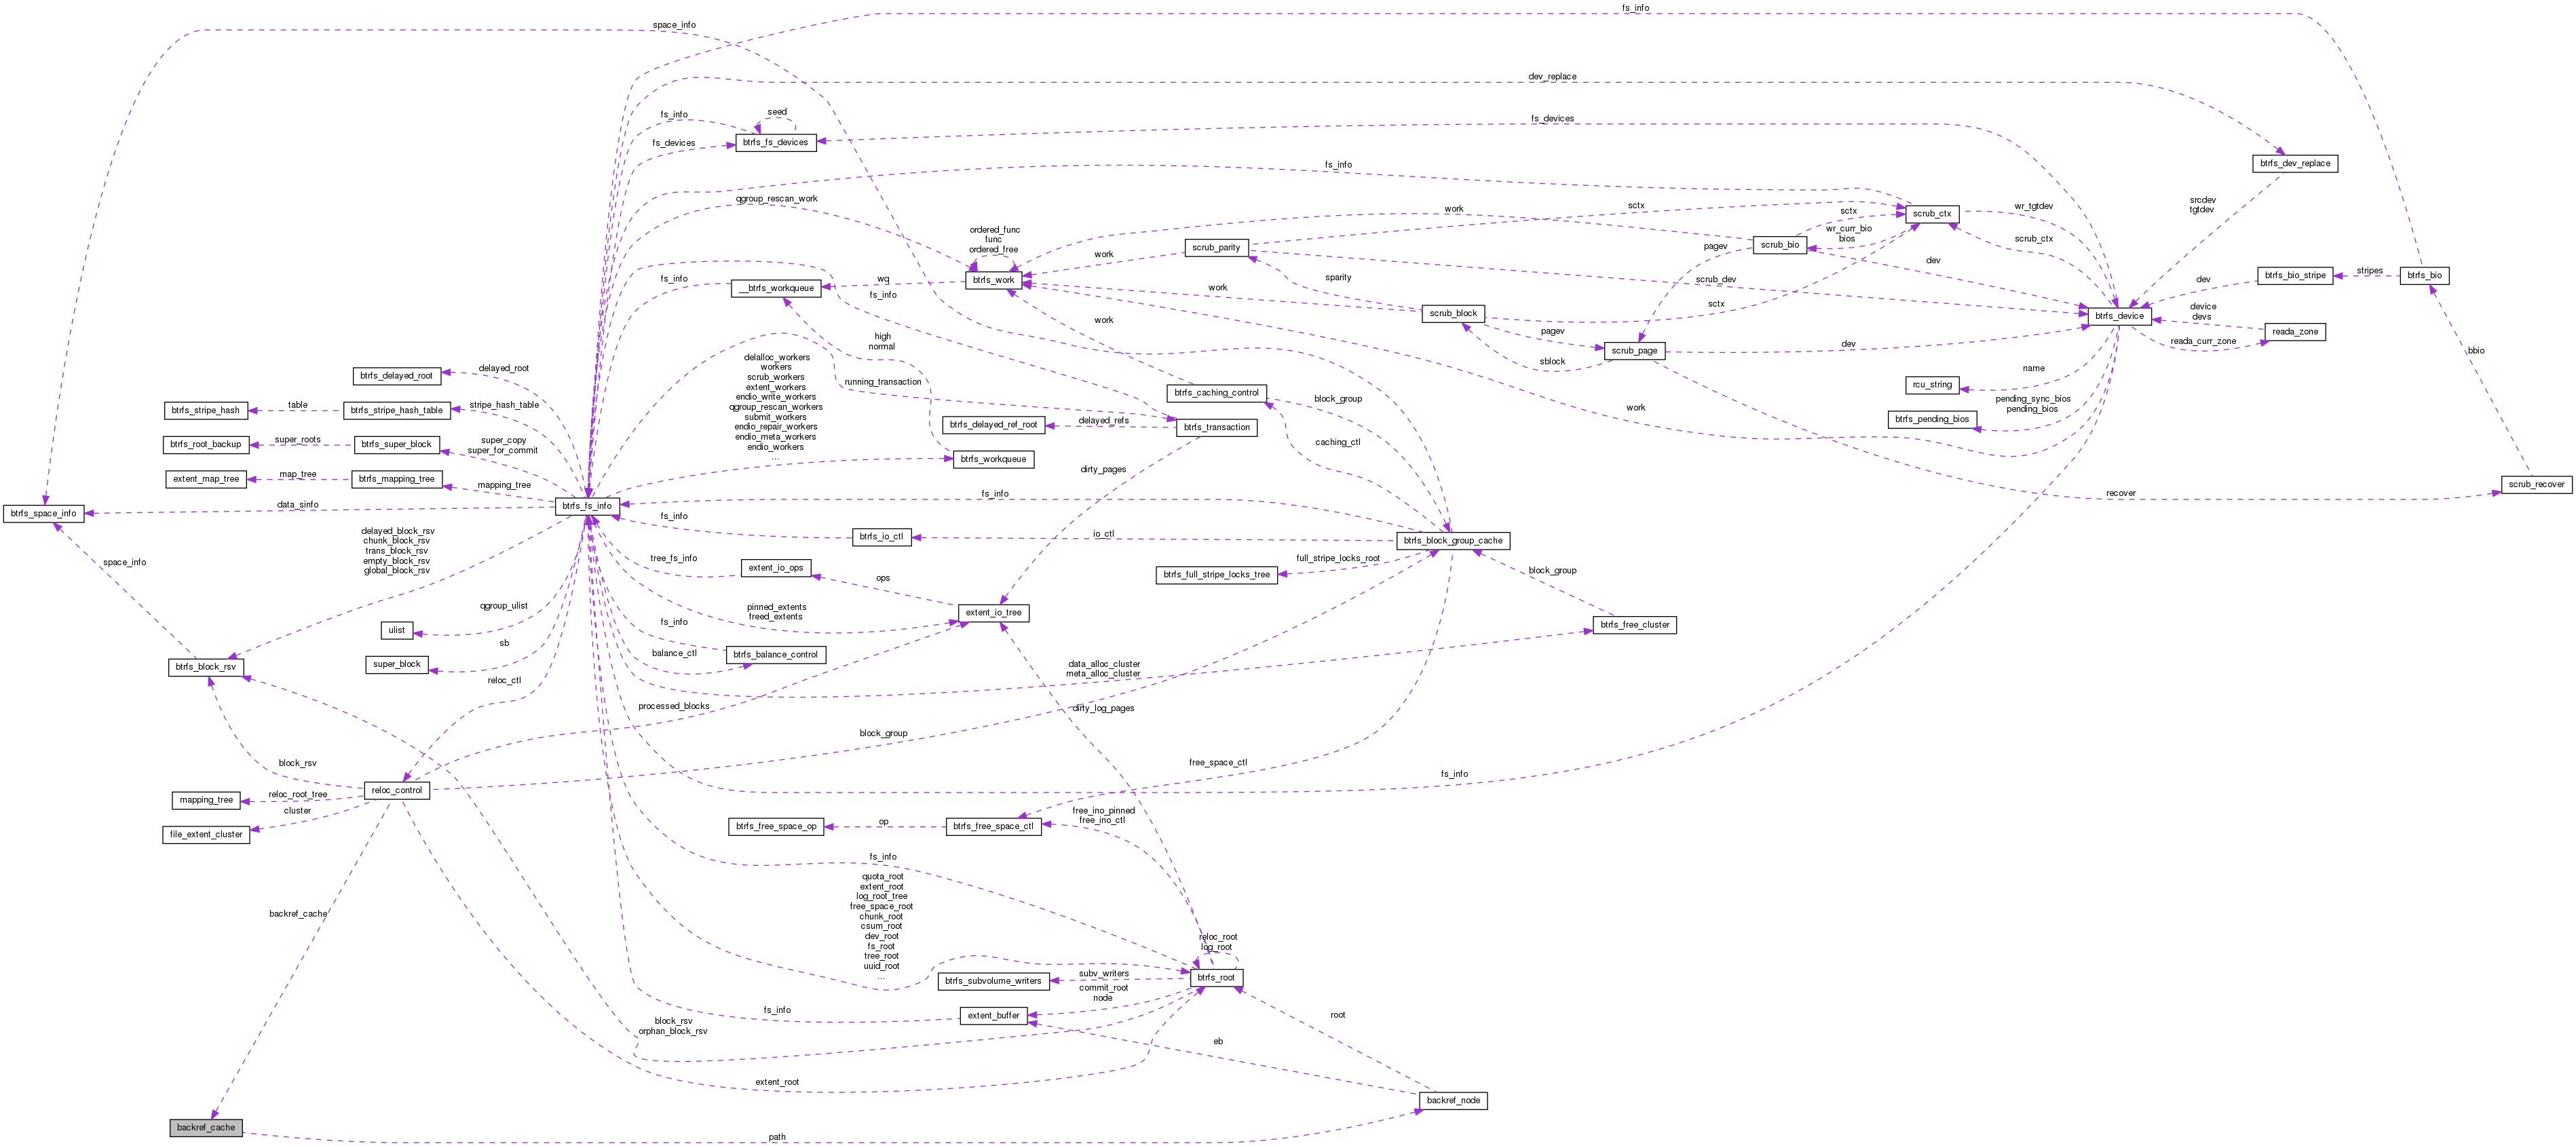 fs_info
space_info
dev_replace
seed
fs_info
fs_devices
btrfs_fs_devices
fs_devices
btrfs_dev_replace
fs_info
qgroup_rescan_work
work
sctx
sctx
scrub_ctx
wr_tgtdev
srcdev
tgtdev
ordered_func
func
ordered_free
wr_curr_bio
bios
scrub_parity
pagev
scrub_bio
scrub_ctx
work
dev
btrfs_work
fs_info
__btrfs_workqueue
wq
fs_info
work
sparity
scrub_dev
dev
btrfs_bio_stripe
stripes
btrfs_bio
sctx
scrub_block
device
devs
btrfs_device
work
high
normal
pagev
scrub_page
dev
reada_zone
reada_curr_zone
sblock
bbio
delalloc_workers
workers
scrub_workers
extent_workers
endio_write_workers
qgroup_rescan_workers
submit_workers
endio_repair_workers
endio_meta_workers
endio_workers
...
btrfs_delayed_root
delayed_root
running_transaction
name
rcu_string
btrfs_caching_control
block_group
btrfs_stripe_hash
table
btrfs_stripe_hash_table
stripe_hash_table
work
pending_sync_bios
pending_bios
btrfs_pending_bios
btrfs_delayed_ref_root
delayed_refs
btrfs_transaction
btrfs_root_backup
super_roots
btrfs_super_block
super_copy
super_for_commit
caching_ctl
btrfs_workqueue
dirty_pages
extent_map_tree
map_tree
btrfs_mapping_tree
mapping_tree
scrub_recover
recover
fs_info
btrfs_space_info
data_sinfo
btrfs_fs_info
fs_info
btrfs_io_ctl
io_ctl
btrfs_block_group_cache
delayed_block_rsv
chunk_block_rsv
trans_block_rsv
empty_block_rsv
global_block_rsv
space_info
tree_fs_info
extent_io_ops
ops
btrfs_full_stripe_locks_tree
full_stripe_locks_root
block_group
qgroup_ulist
pinned_extents
freed_extents
extent_io_tree
ulist
fs_info
btrfs_free_cluster
sb
super_block
btrfs_block_rsv
balance_ctl
btrfs_balance_control
data_alloc_cluster
meta_alloc_cluster
reloc_ctl
processed_blocks
dirty_log_pages
block_group
block_rsv
free_space_ctl
fs_info
reloc_control
mapping_tree
reloc_root_tree
cluster
file_extent_cluster
btrfs_free_space_op
op
btrfs_free_space_ctl
free_ino_pinned
free_ino_ctl
fs_info
quota_root
extent_root
log_root_tree
free_space_root
chunk_root
csum_root
dev_root
fs_root
tree_root
uuid_root
...
backref_cache
reloc_root
log_root
btrfs_root
btrfs_subvolume_writers
subv_writers
commit_root
node
fs_info
extent_buffer
block_rsv
orphan_block_rsv
root
eb
extent_root
backref_node
backref_cache
path